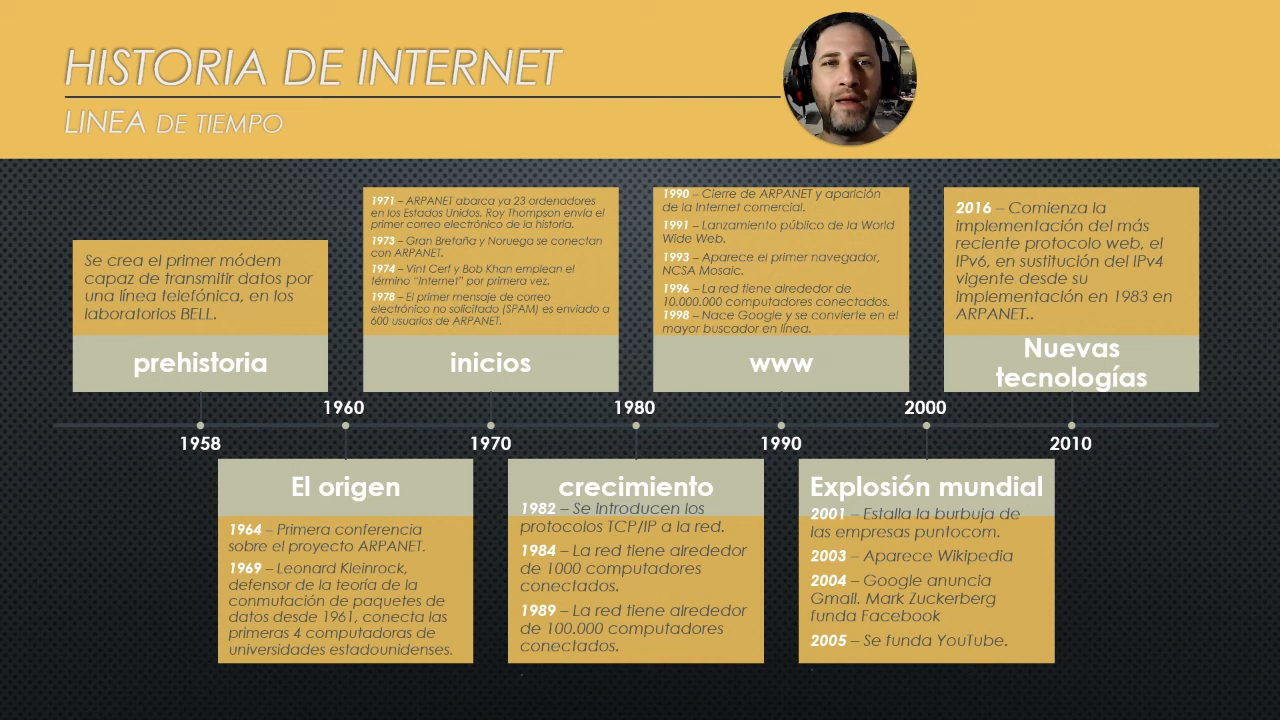 HISTORIA DE INTERNET
LINEA DE TIEMPO
Se crea el primer módem
capaz de transmitir datos por
una línea telefónica, en los
laboratorios BELL.
prehistoria
1971 – ARPANET abarca ya 23 ordenadores
en los Estados Unidos. Roy Thompson envía el
primer correo electrónico de la historia.
1973 – Gran Bretaña y Noruega se conectan
con ARPANET.
1974 – Vint Cerf y Bob Khan emplean el
término “Internet” por primera vez.
1978 – El primer mensaje de correo
electrónico no solicitado (SPAM) es enviado a
600 usuarios de ARPANET.
inicios
1990 – Cierre de ARPANET y aparición
de la Internet comercial.
1991 – Lanzamiento público de la World
Wide Web.
1993 – Aparece el primer navegador,
NCSA Mosaic.
1996 – La red tiene alrededor de
10.000.000 computadores conectados.
1998 – Nace Google y se convierte en el
mayor buscador en línea.
www
2016 – Comienza la
implementación del más
reciente protocolo web, el
IPv6, en sustitución del IPv4
vigente desde su
implementación en 1983 en
ARPANET..
Nuevas
tecnologías
1960
1980
2000
1958
1970
1990
2010
El origen
1964 – Primera conferencia
sobre el proyecto ARPANET.
1969 – Leonard Kleinrock,
defensor de la teoría de la
conmutación de paquetes de
datos desde 1961, conecta las
primeras 4 computadoras de
universidades estadounidenses.
crecimiento
1982 – Se introducen los
protocolos TCP/IP a la red.
1984 – La red tiene alrededor
de 1000 computadores
conectados.
1989 – La red tiene alrededor
de 100.000 computadores
conectados.
Explosión mundial
2001 – Estalla la burbuja de
las empresas puntocom.
2003 – Aparece Wikipedia
2004 – Google anuncia
Gmail. Mark Zuckerberg
funda Facebook
2005 – Se funda YouTube.